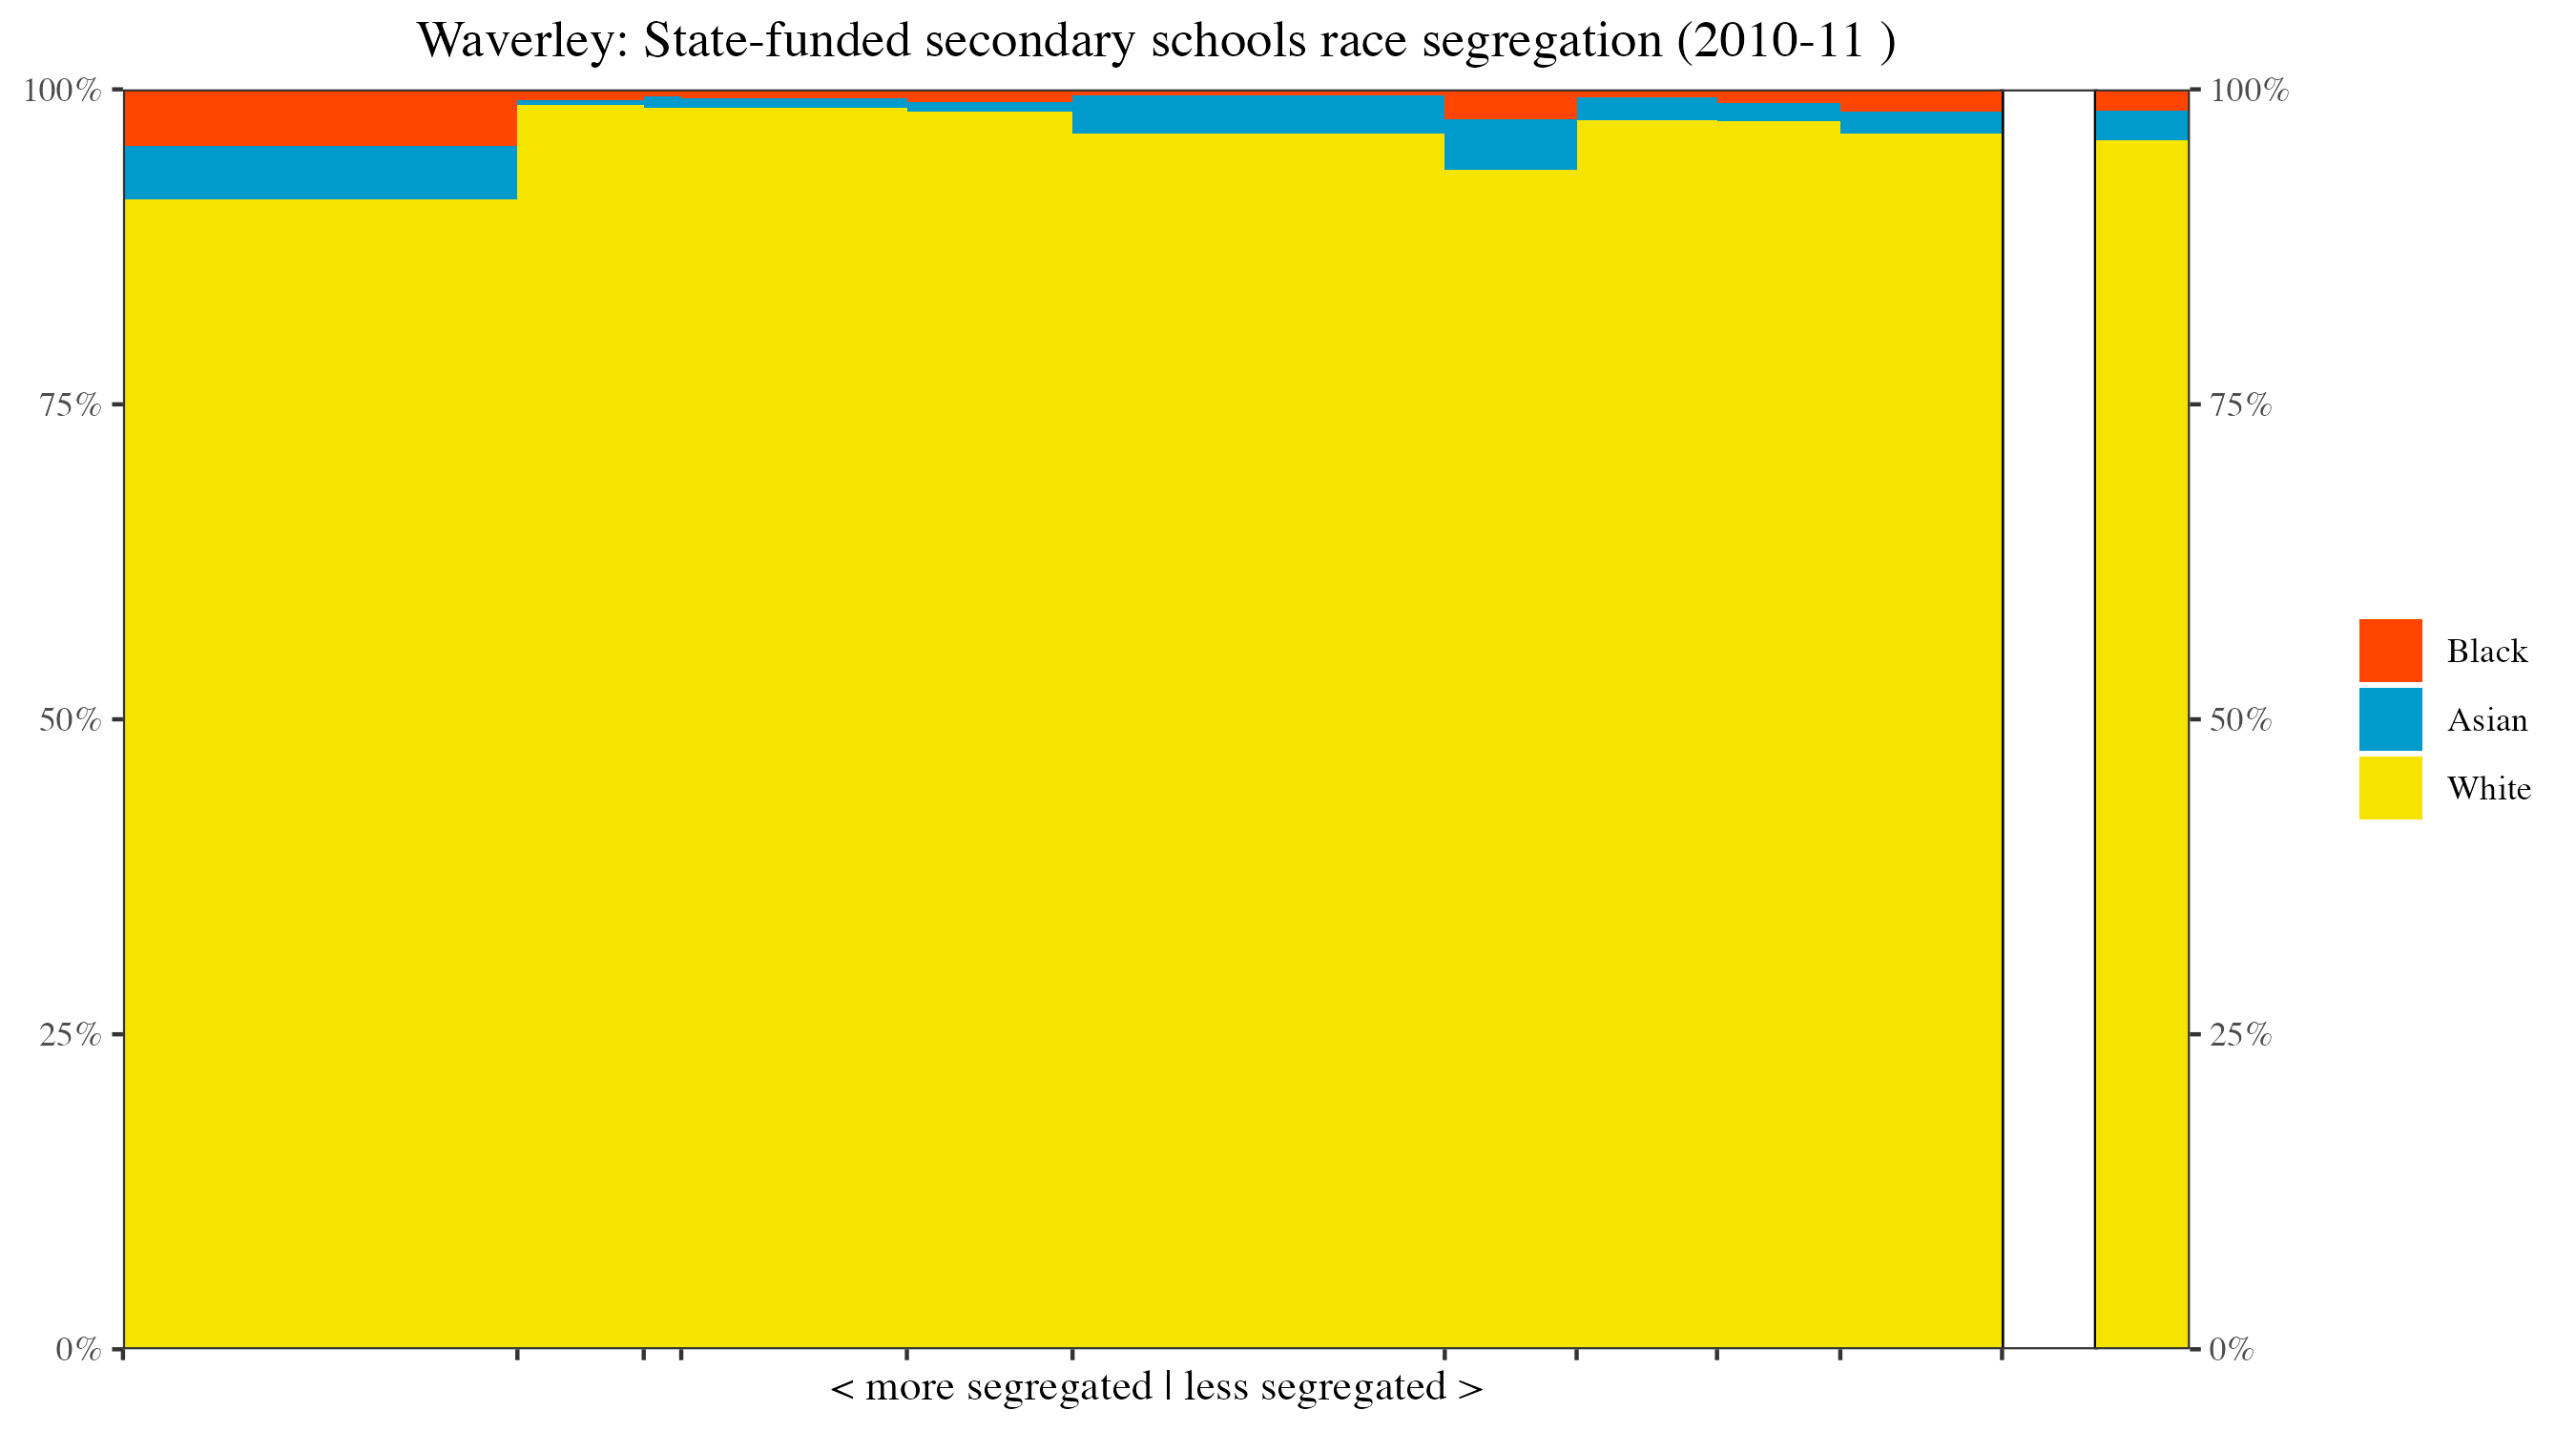 Waverley: State-funded secondary schools race segregation (2010-11 )
100% 100%
75% 75%
50% 50%
25% 25%
0% 0%
Black
Asian
White
< more segregated | less segregated >